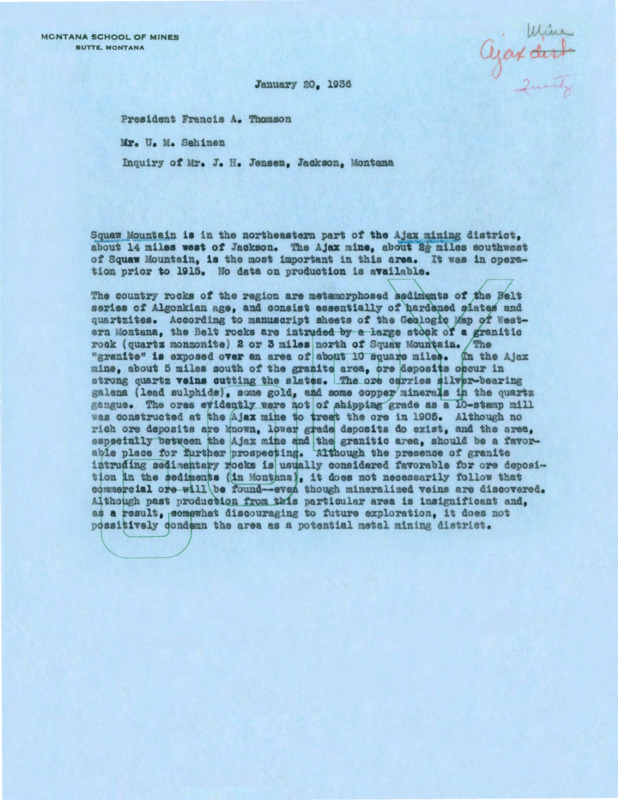 MONTANA SCHOOL OF MINES
BUTTE, MONTANA
Mine
Ajax dist
Quartz
January 20, 1936
President Francis A. Thomson
Mr. U. M. Sahinen
Inquiry of Mr. J. H. Jensen, Jackson, Montana
Squaw Mountain is in the northeastern part of the Ajax mining district,
about 14 miles west of Jackson. The Ajax mine, about 2½ miles southwest
of Squaw Mountain, is the most important in this area. It was in opera-
tion prior to 1915. No data on production is available.
The country rocks of the region are metamorphosed sediments of the Belt
series of Algonkian age, and consist essentially of hardened slates and
quartzites. According to manuscript sheets of the Geologic Map of West-
ern Montana, the Belt rocks are intruded by a large stock of a granitic
rock (quartz monzonite) 2 or 3 miles north of Squaw Mountain. The
"granite" is exposed over an area of about 10 square miles. In the Ajax
mine, about 5 miles south of the granite area, ore deposits occur in
strong quartz veins cutting the slates. The ore carries silver-bearing
galena (lead sulphide), some gold, and some copper minerals in the quartz
gangue. The ores evidently were not of shipping grade as a 10-stamp mill
was constructed at the Ajax mine to treat the ore in 1905. Although no
rich ore deposits are known, lower grade deposits do exist, and the area,
especially between the Ajax mine and the granitic area, should be a favor-
able place for further prospecting. Although the presence of granite
intruding sedimentary rocks is usually considered favorable for ore deposi-
tion in the sediments (in Montana), it does not necessarily follow that
commercial ore will be found--even though mineralized veins are discovered.
Although past production from this particular area is insignificant and,
as a result, somewhat discouraging to future exploration, it does not
possitively condemn the area as a potential metal mining district.